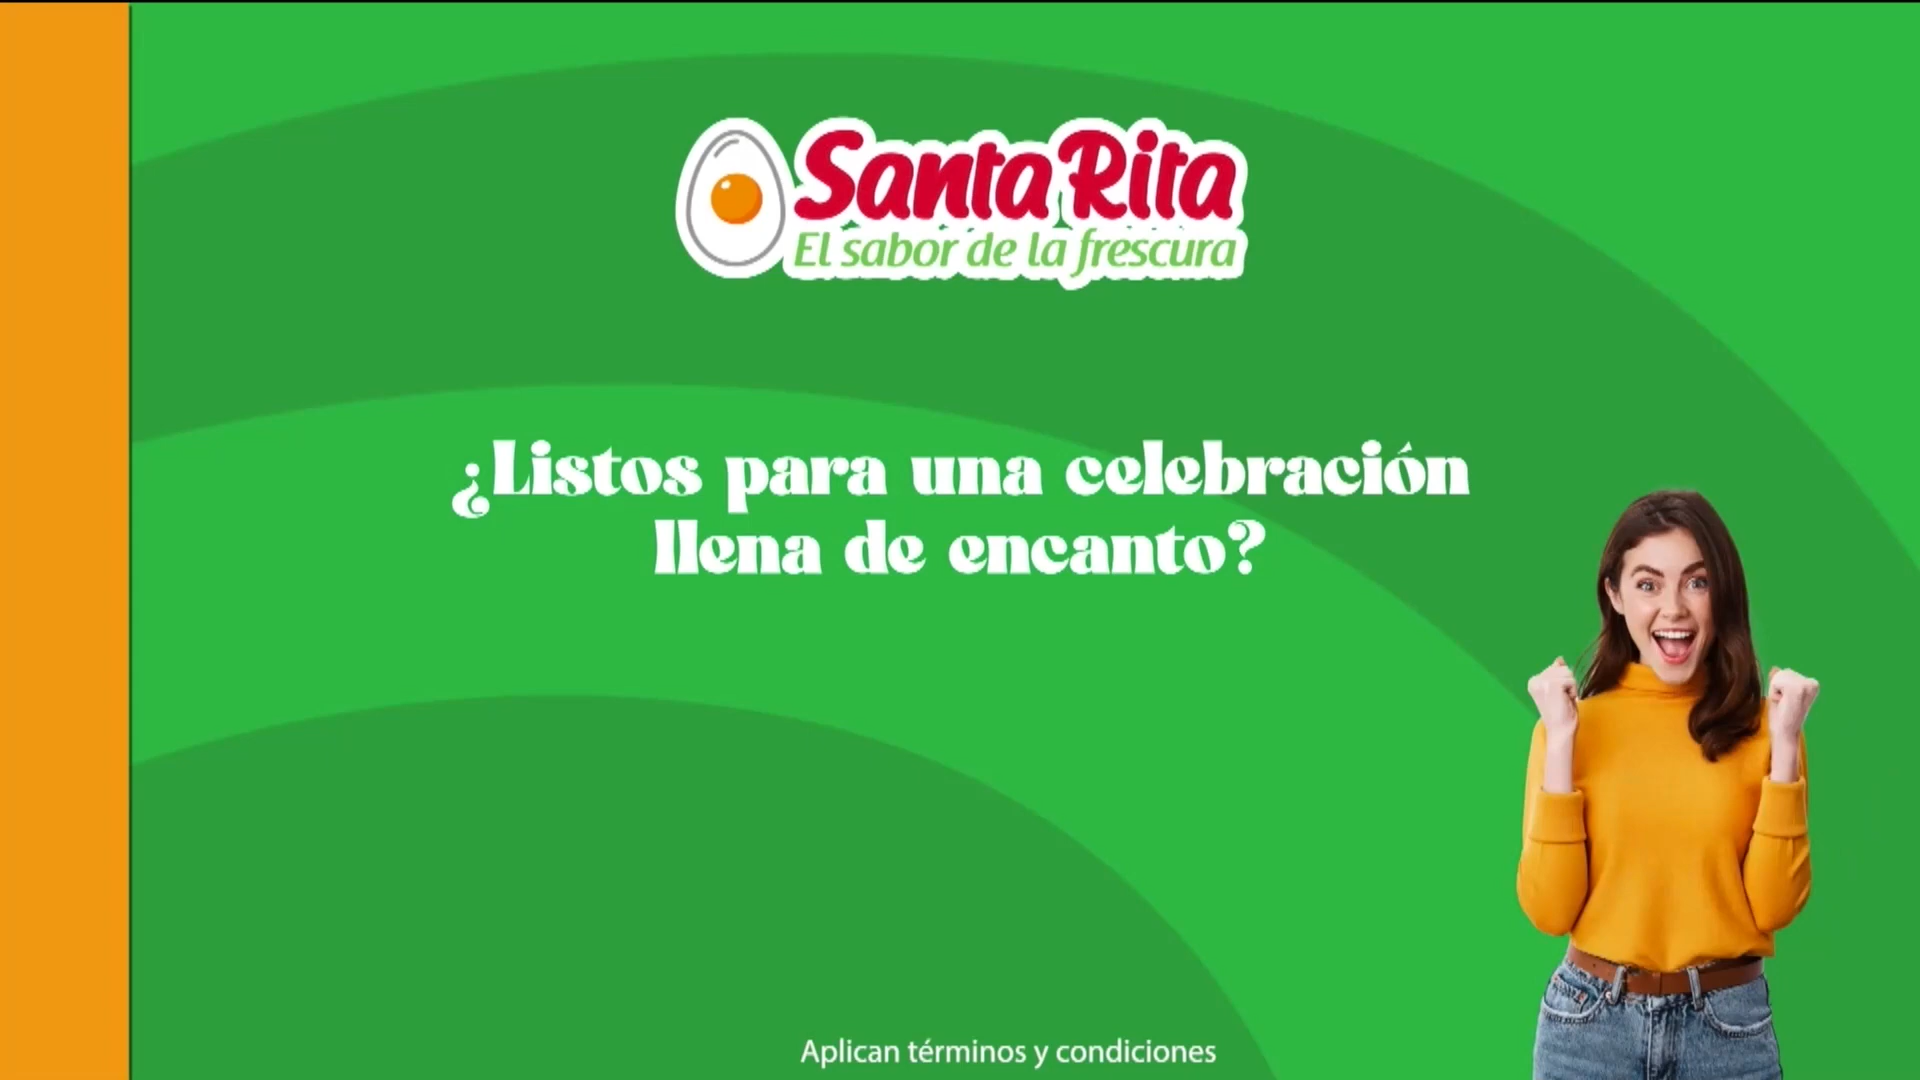 Santa Rita
El sabor de la frescura
¿Listos para una celebración
llena de encanto?
Aplican términos y condiciones